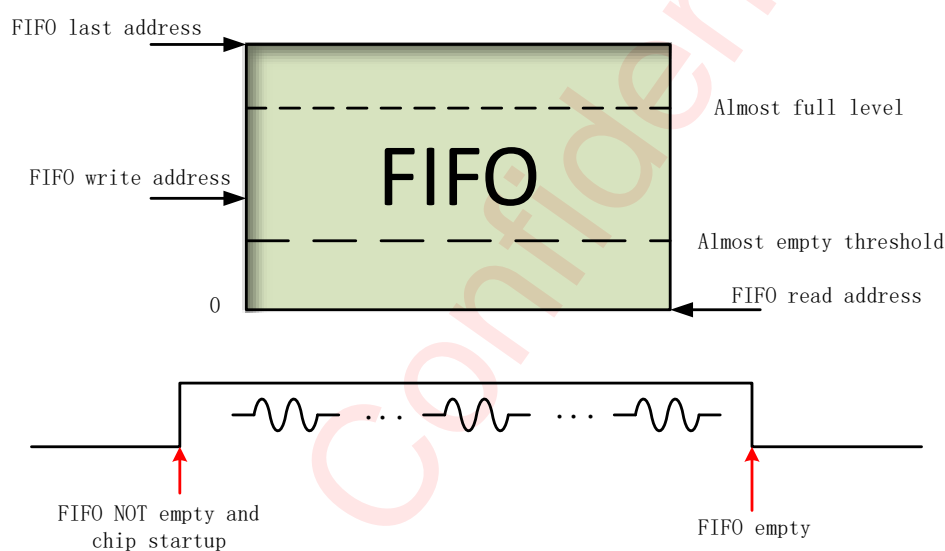 FIFO last address
Almost full level
FIFO
FIFO write address
Almost empty threshold
FIFO read address
0
. . .
. . .
FIFO NOT empty and
chip startup
FIFO empty
Confident